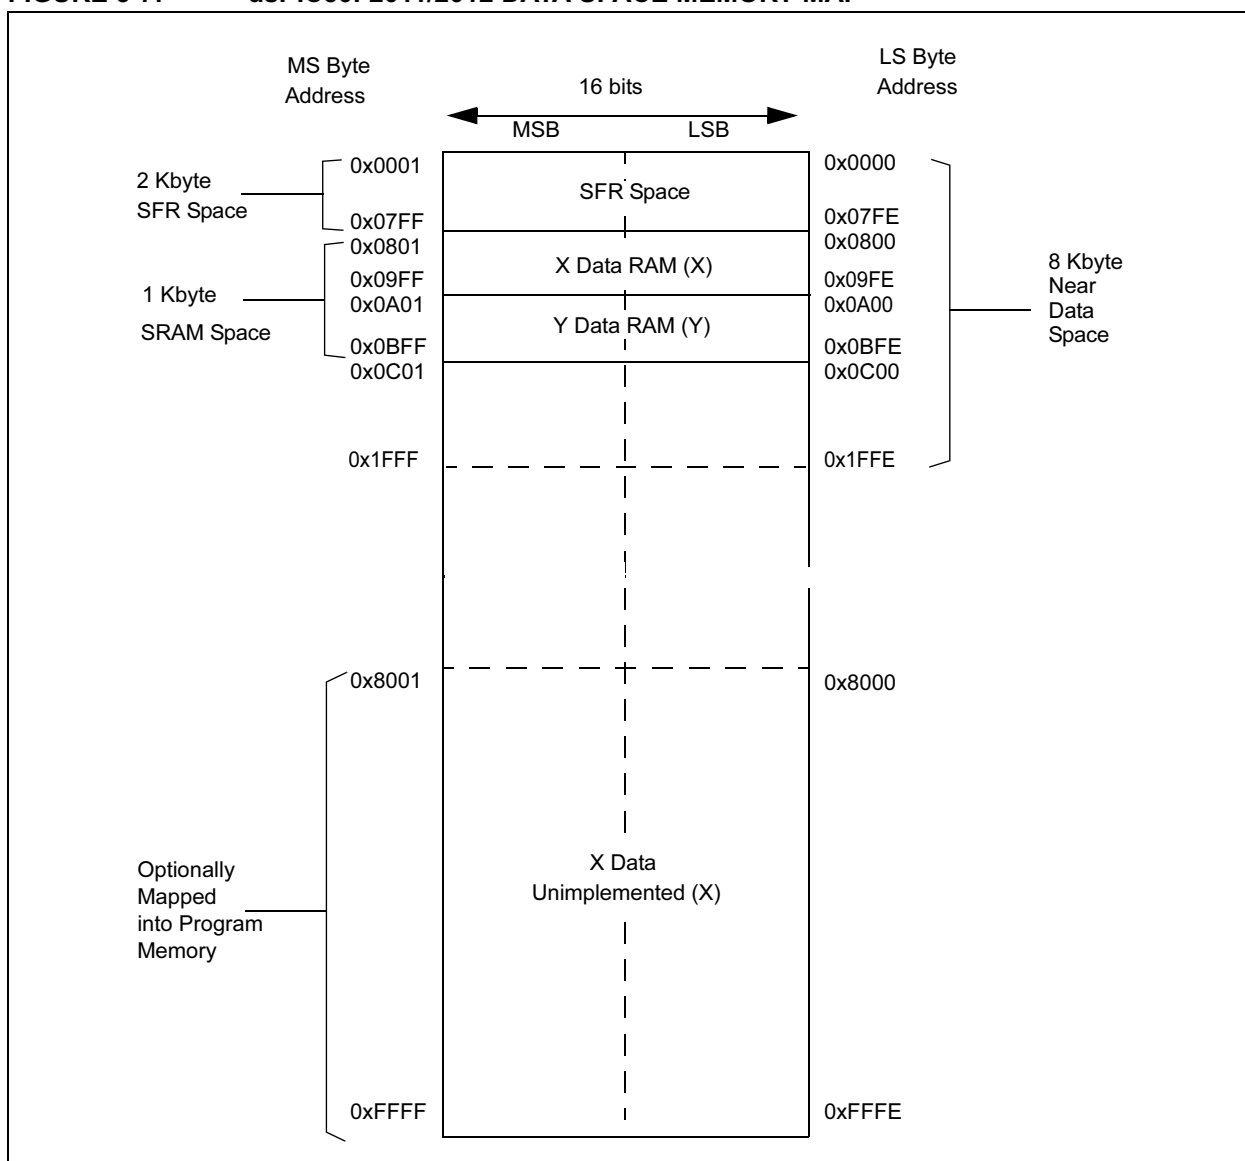 MS Byte
Address
LS Byte
Address
16 bits
MSB LSB
2 Kbyte
SFR Space
0x0001
0x07FF
SFR Space
0x0000
0x07FE
1 Kbyte
SRAM Space
0x0801
0x09FF
0x0A01
0x0BFF
0x0C01
X Data RAM (X)
Y Data RAM (Y)
0x0800
0x09FE
0x0A00
0x0BFE
0x0C00
8 Kbyte
Near
Data
Space
0x1FFF
0x1FFE
0x8001
0x8000
Optionally
Mapped
into Program
Memory
X Data
Unimplemented (X)
0xFFFF
0xFFFE